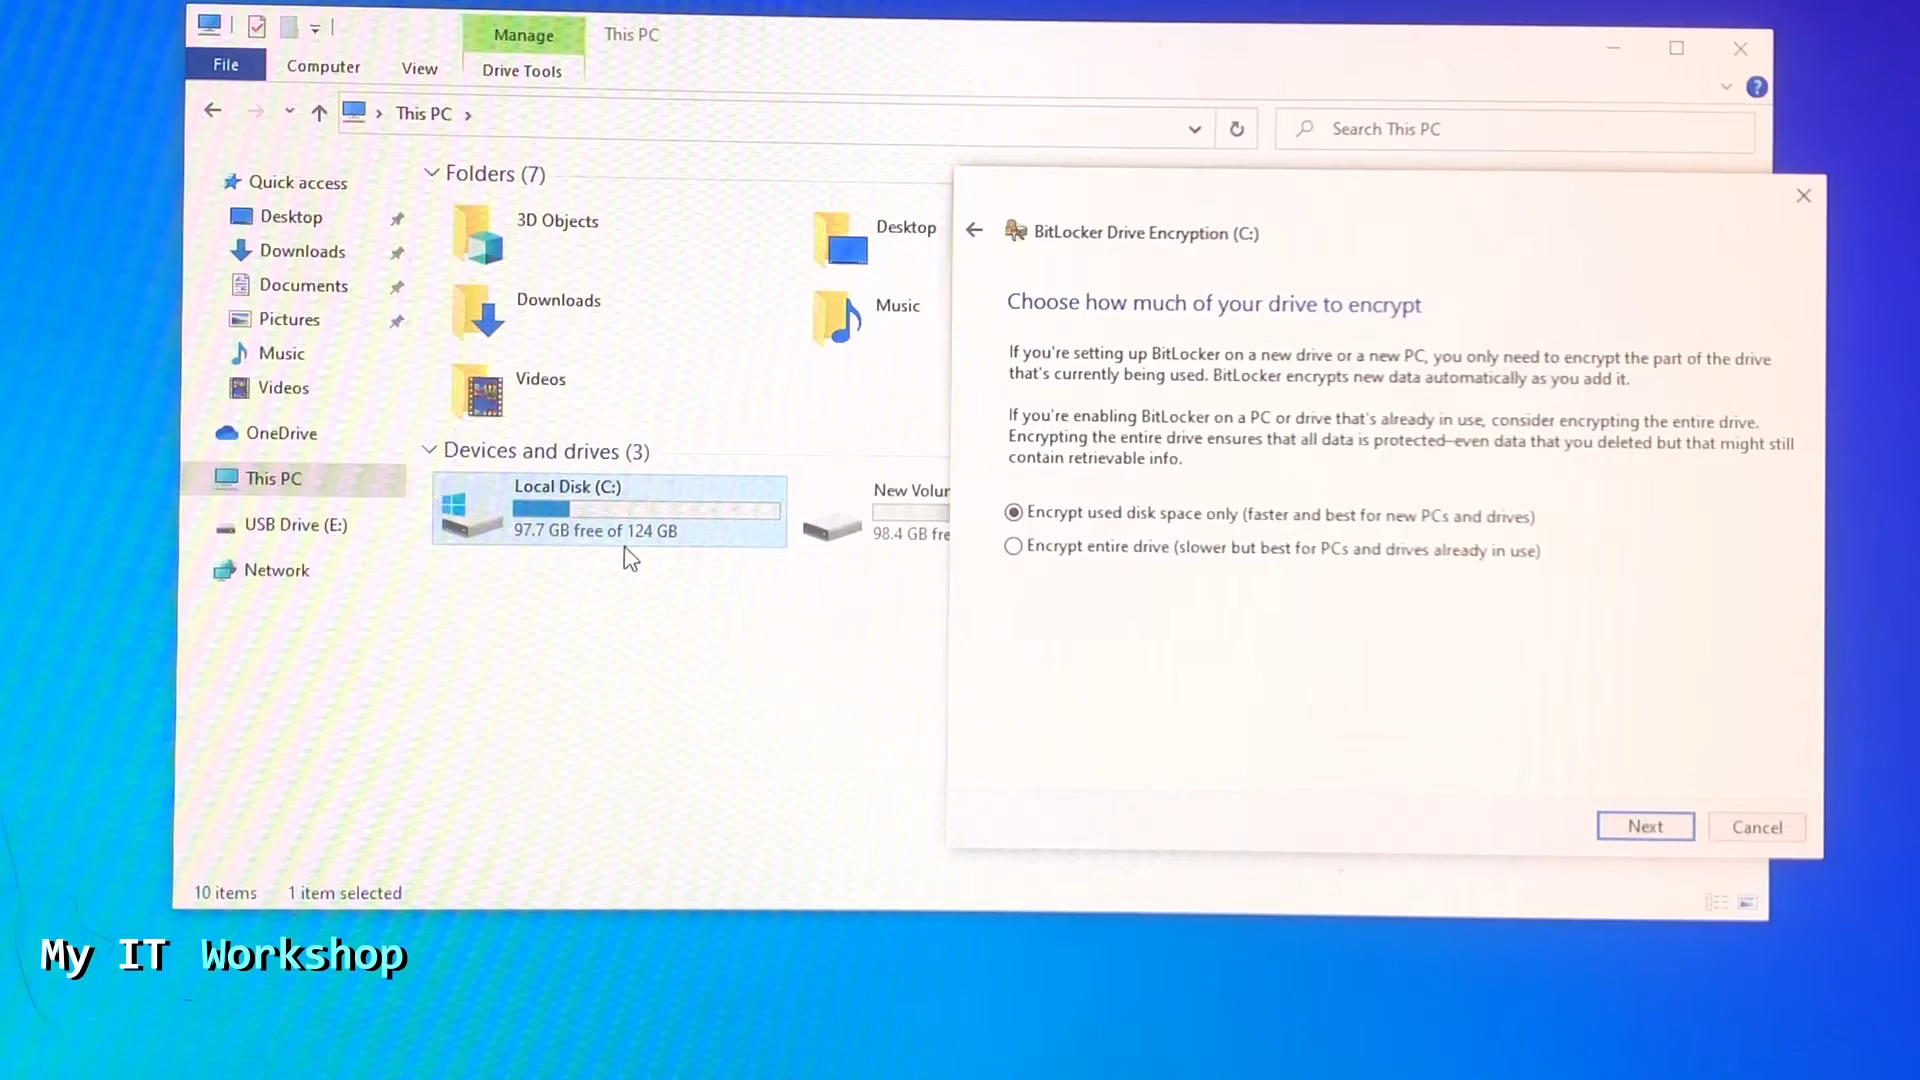 Manage
This PC
File
Computer
View
Drive Tools
This PC
Search This PC
Quick access
Desktop
Downloads
Documents
Pictures
Music
Videos
OneDrive
This PC
USB Drive (E:)
Network
Folders (7)
3D Objects
Desktop
Downloads
Music
Videos
Devices and drives (3)
Local Disk (C:)
97.7 GB free of 124 GB
New Volum
98.4 GB fre
10 items
1 item selected
BitLocker Drive Encryption (C:)
Choose how much of your drive to encrypt
If you're setting up BitLocker on a new drive or a new PC, you only need to encrypt the part of the drive
that's currently being used. BitLocker encrypts new data automatically as you add it.
If you're enabling BitLocker on a PC or drive that's already in use, consider encrypting the entire drive.
Encrypting the entire drive ensures that all data is protected–even data that you deleted but that might still
contain retrievable info.
Encrypt used disk space only (faster and best for new PCs and drives)
Encrypt entire drive (slower but best for PCs and drives already in use)
Next
Cancel
My IT Workshop